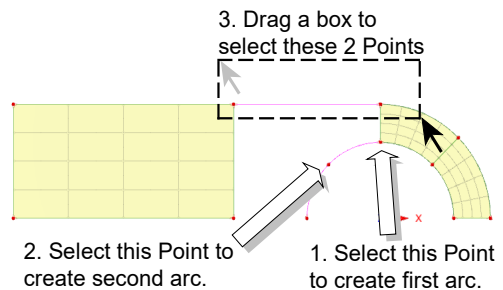 3. Drag a box to
select these 2 Points
x
2. Select this Point to
create second arc.
1. Select this Point
to create first arc.